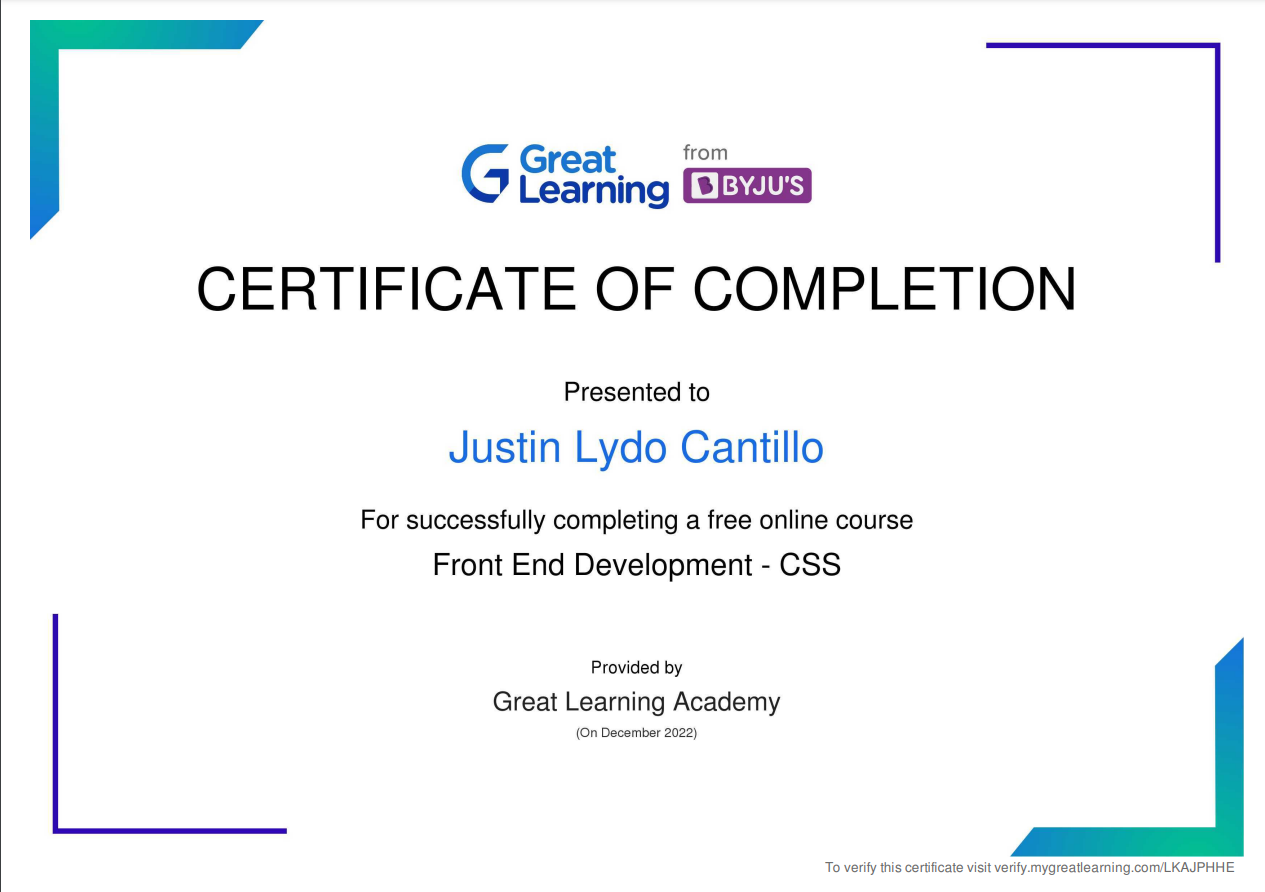 Great
Learning
from
BYJU'S
CERTIFICATE OF COMPLETION
Presented to
Justin Lydo Cantillo
For successfully completing a free online course
Front End Development - CSS
Provided by
Great Learning Academy
(On December 2022)
To verify this certificate visit verify.mygreatlearning.com/LKAJPHHE